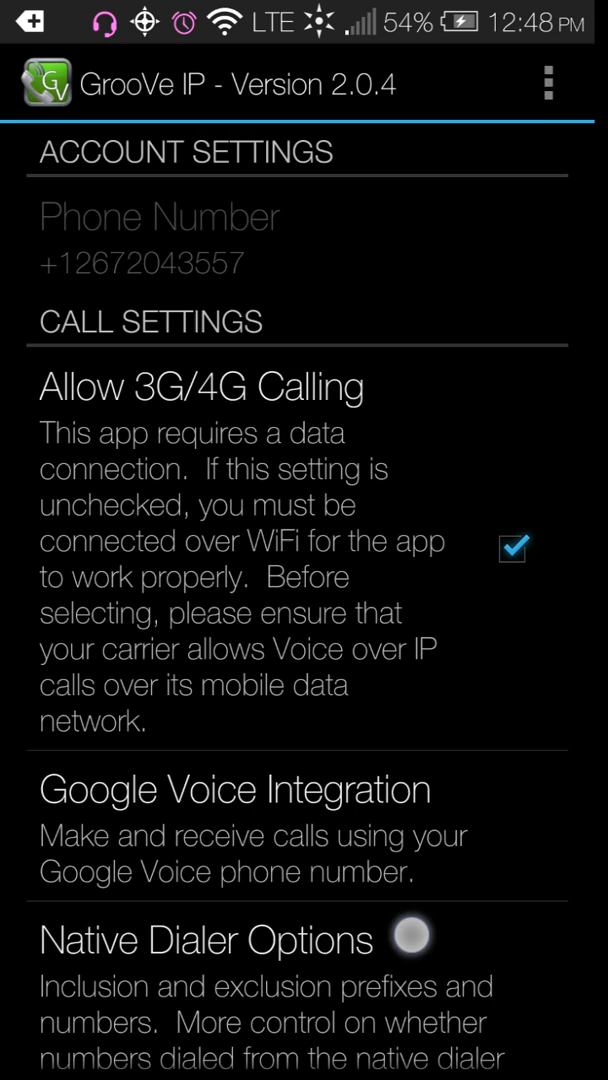 LTE 54% 12:48 PM
GV GrooVe IP - Version 2.0.4
ACCOUNT SETTINGS
Phone Number
+12672043557
CALL SETTINGS
Allow 3G/4G Calling
This app requires a data
connection.  If this setting is
unchecked, you must be
connected over WiFi for the app
to work properly.  Before
selecting, please ensure that
your carrier allows Voice over IP
calls over its mobile data
network.
Google Voice Integration
Make and receive calls using your
Google Voice phone number.
Native Dialer Options
Inclusion and exclusion prefixes and
numbers.  More control on whether
numbers dialed from the native dialer